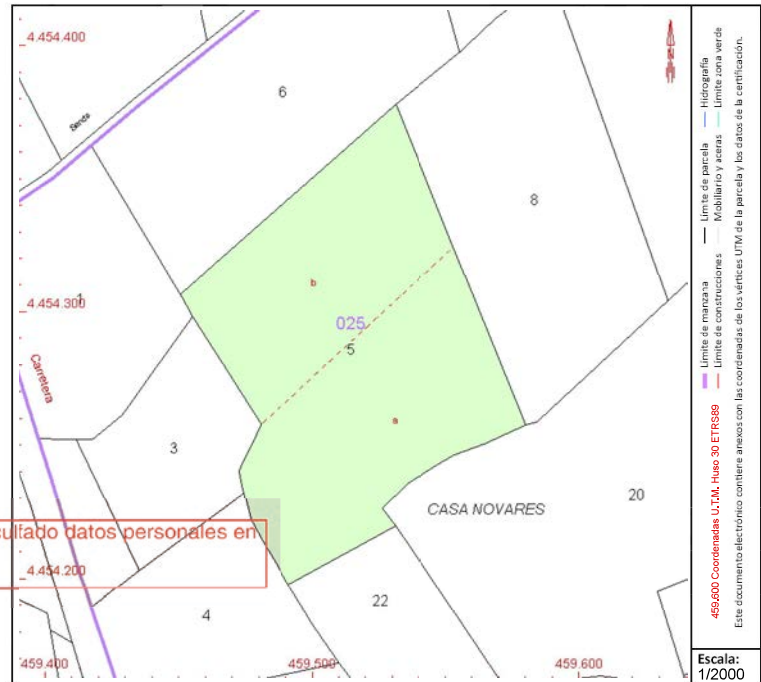 4.454.400
N
6
Senda
8
b
1
4.454.300
025
5
Carretera
a
3
20
CASA NOVARES
cultado datos personales en
4.454.200
22
4
459.400
459.500
459.600
Límite de manzana
Límite de parcela
Hidrografía
459,600 Coordenadas U.T.M. Huso 30 ETRS89
Límite de construcciones
Mobiliario y aceras
Límite zona verde
Este documento electrónico contiene anexos con las coordenadas de los vértices UTM de la parcela y los datos de la certificación.
Escala:
1/2000